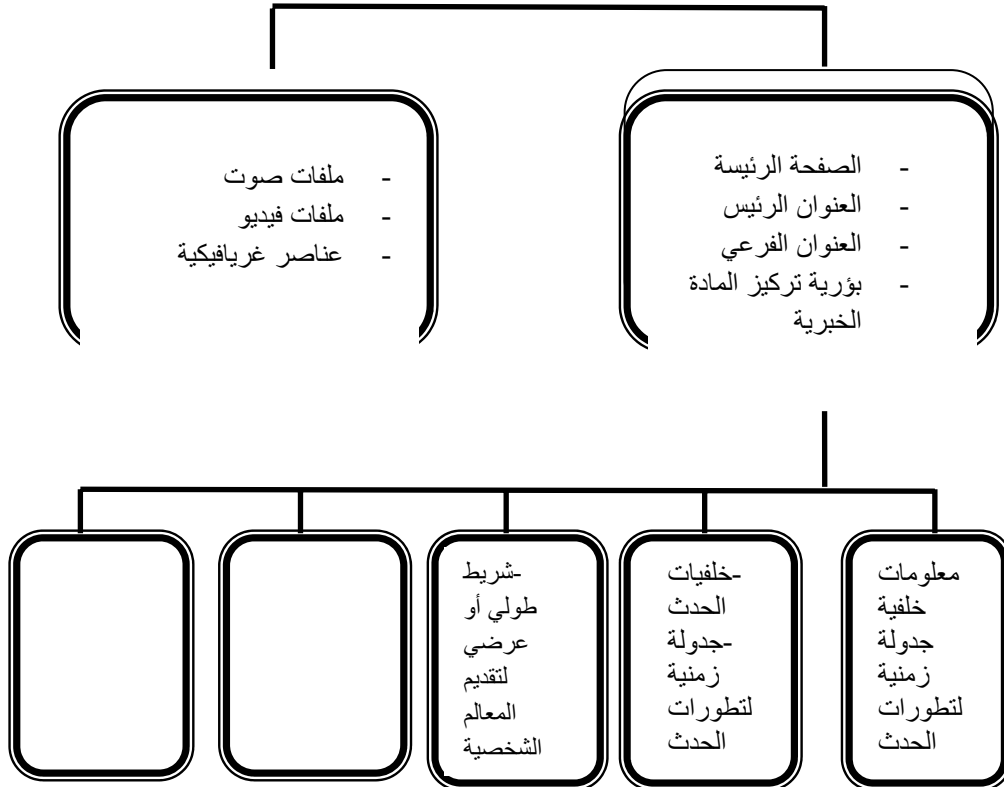 - الصفحة الرئيسة
- العنوان الرئيس
- العنوان الفرعي
- بؤرية تركيز المادة
الخبرية
- ملفات صوت
- ملفات فيديو
- عناصر غريافيكية
معلومات
خلفية
جدولة
زمنية
لتطورات
الحدث
-خلفيات
الحدث
-جدولة
زمنية
لتطورات
الحدث
-شريط
طولي أو
عرضي
لتقديم
المعالم
الشخصية